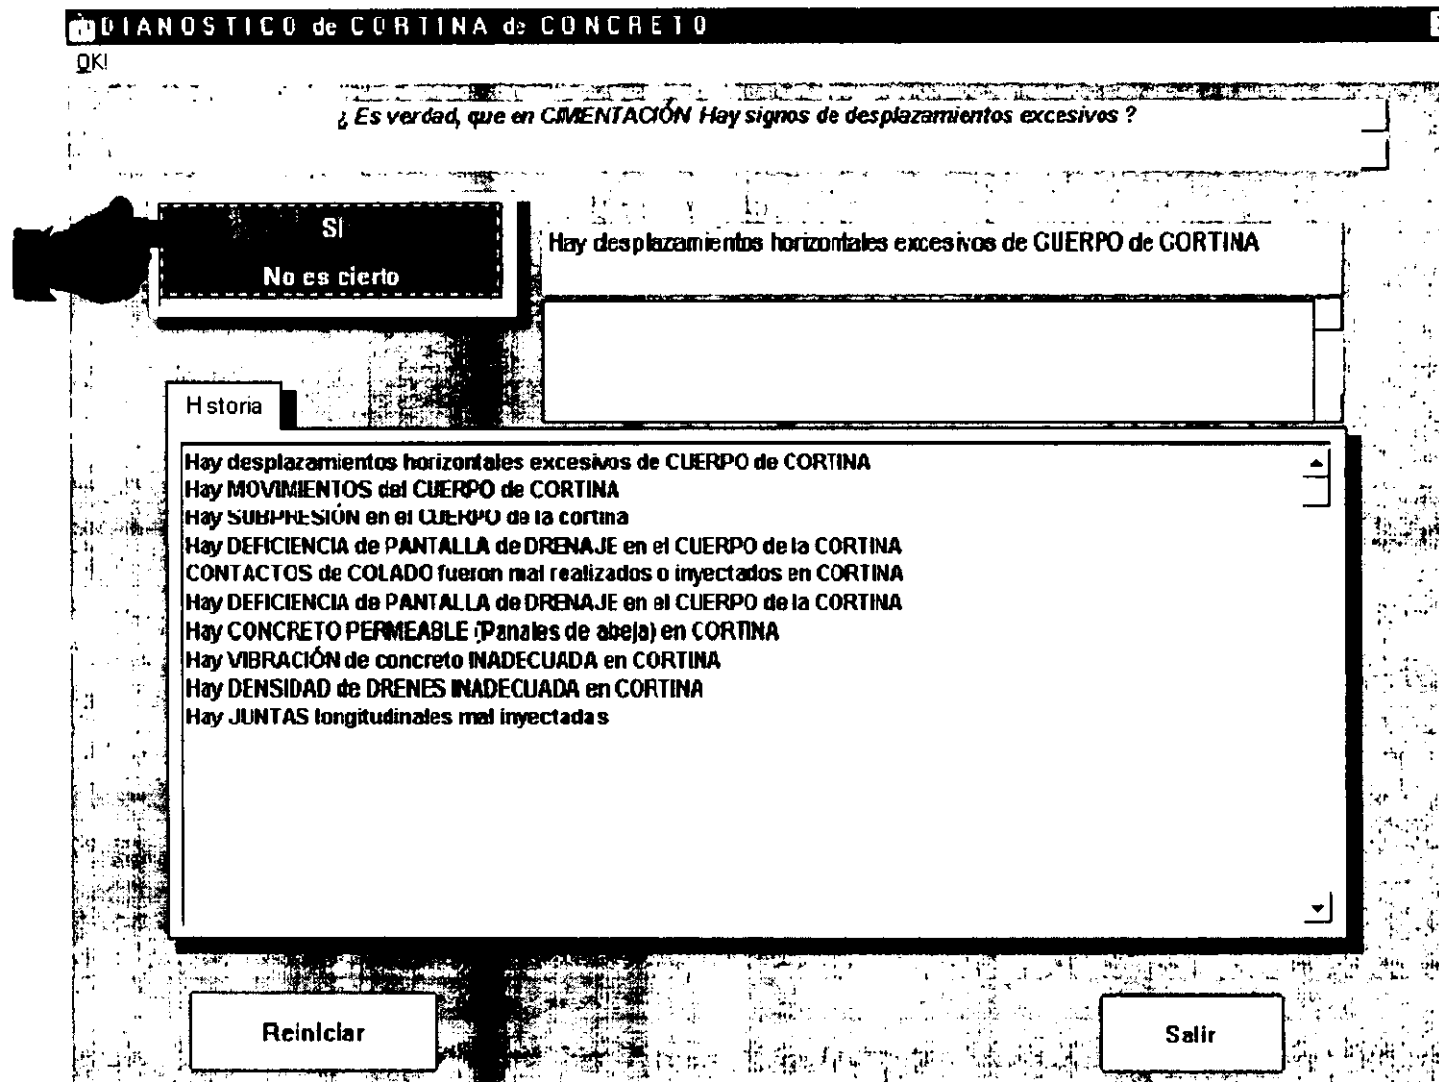 DIANOSTICO de CORTINA de CONCRETO
OK!
¿ Es verdad, que en CIMENTACIÓN Hay signos de desplazamientos excesivos ?
SI
No es cierto
Hay desplazamientos horizontales excesivos de CUERPO de CORTINA
Historia
Hay desplazamientos horizontales excesivos de CUERPO de CORTINA
Hay MOVIMIENTOS del CUERPO de CORTINA
Hay SUBPRESIÓN en el CUERPO de la cortina
Hay DEFICIENCIA de PANTALLA de DRENAJE en el CUERPO de la CORTINA
CONTACTOS de COLADO fueron mal realizados o inyectados en CORTINA
Hay DEFICIENCIA de PANTALLA de DRENAJE en el CUERPO de la CORTINA
Hay CONCRETO PERMEABLE (Panales de abeja) en CORTINA
Hay VIBRACIÓN de concreto INADECUADA en CORTINA
Hay DENSIDAD de DRENES INADECUADA en CORTINA
Hay JUNTAS longitudinales mal inyectadas
Reiniciar
Salir